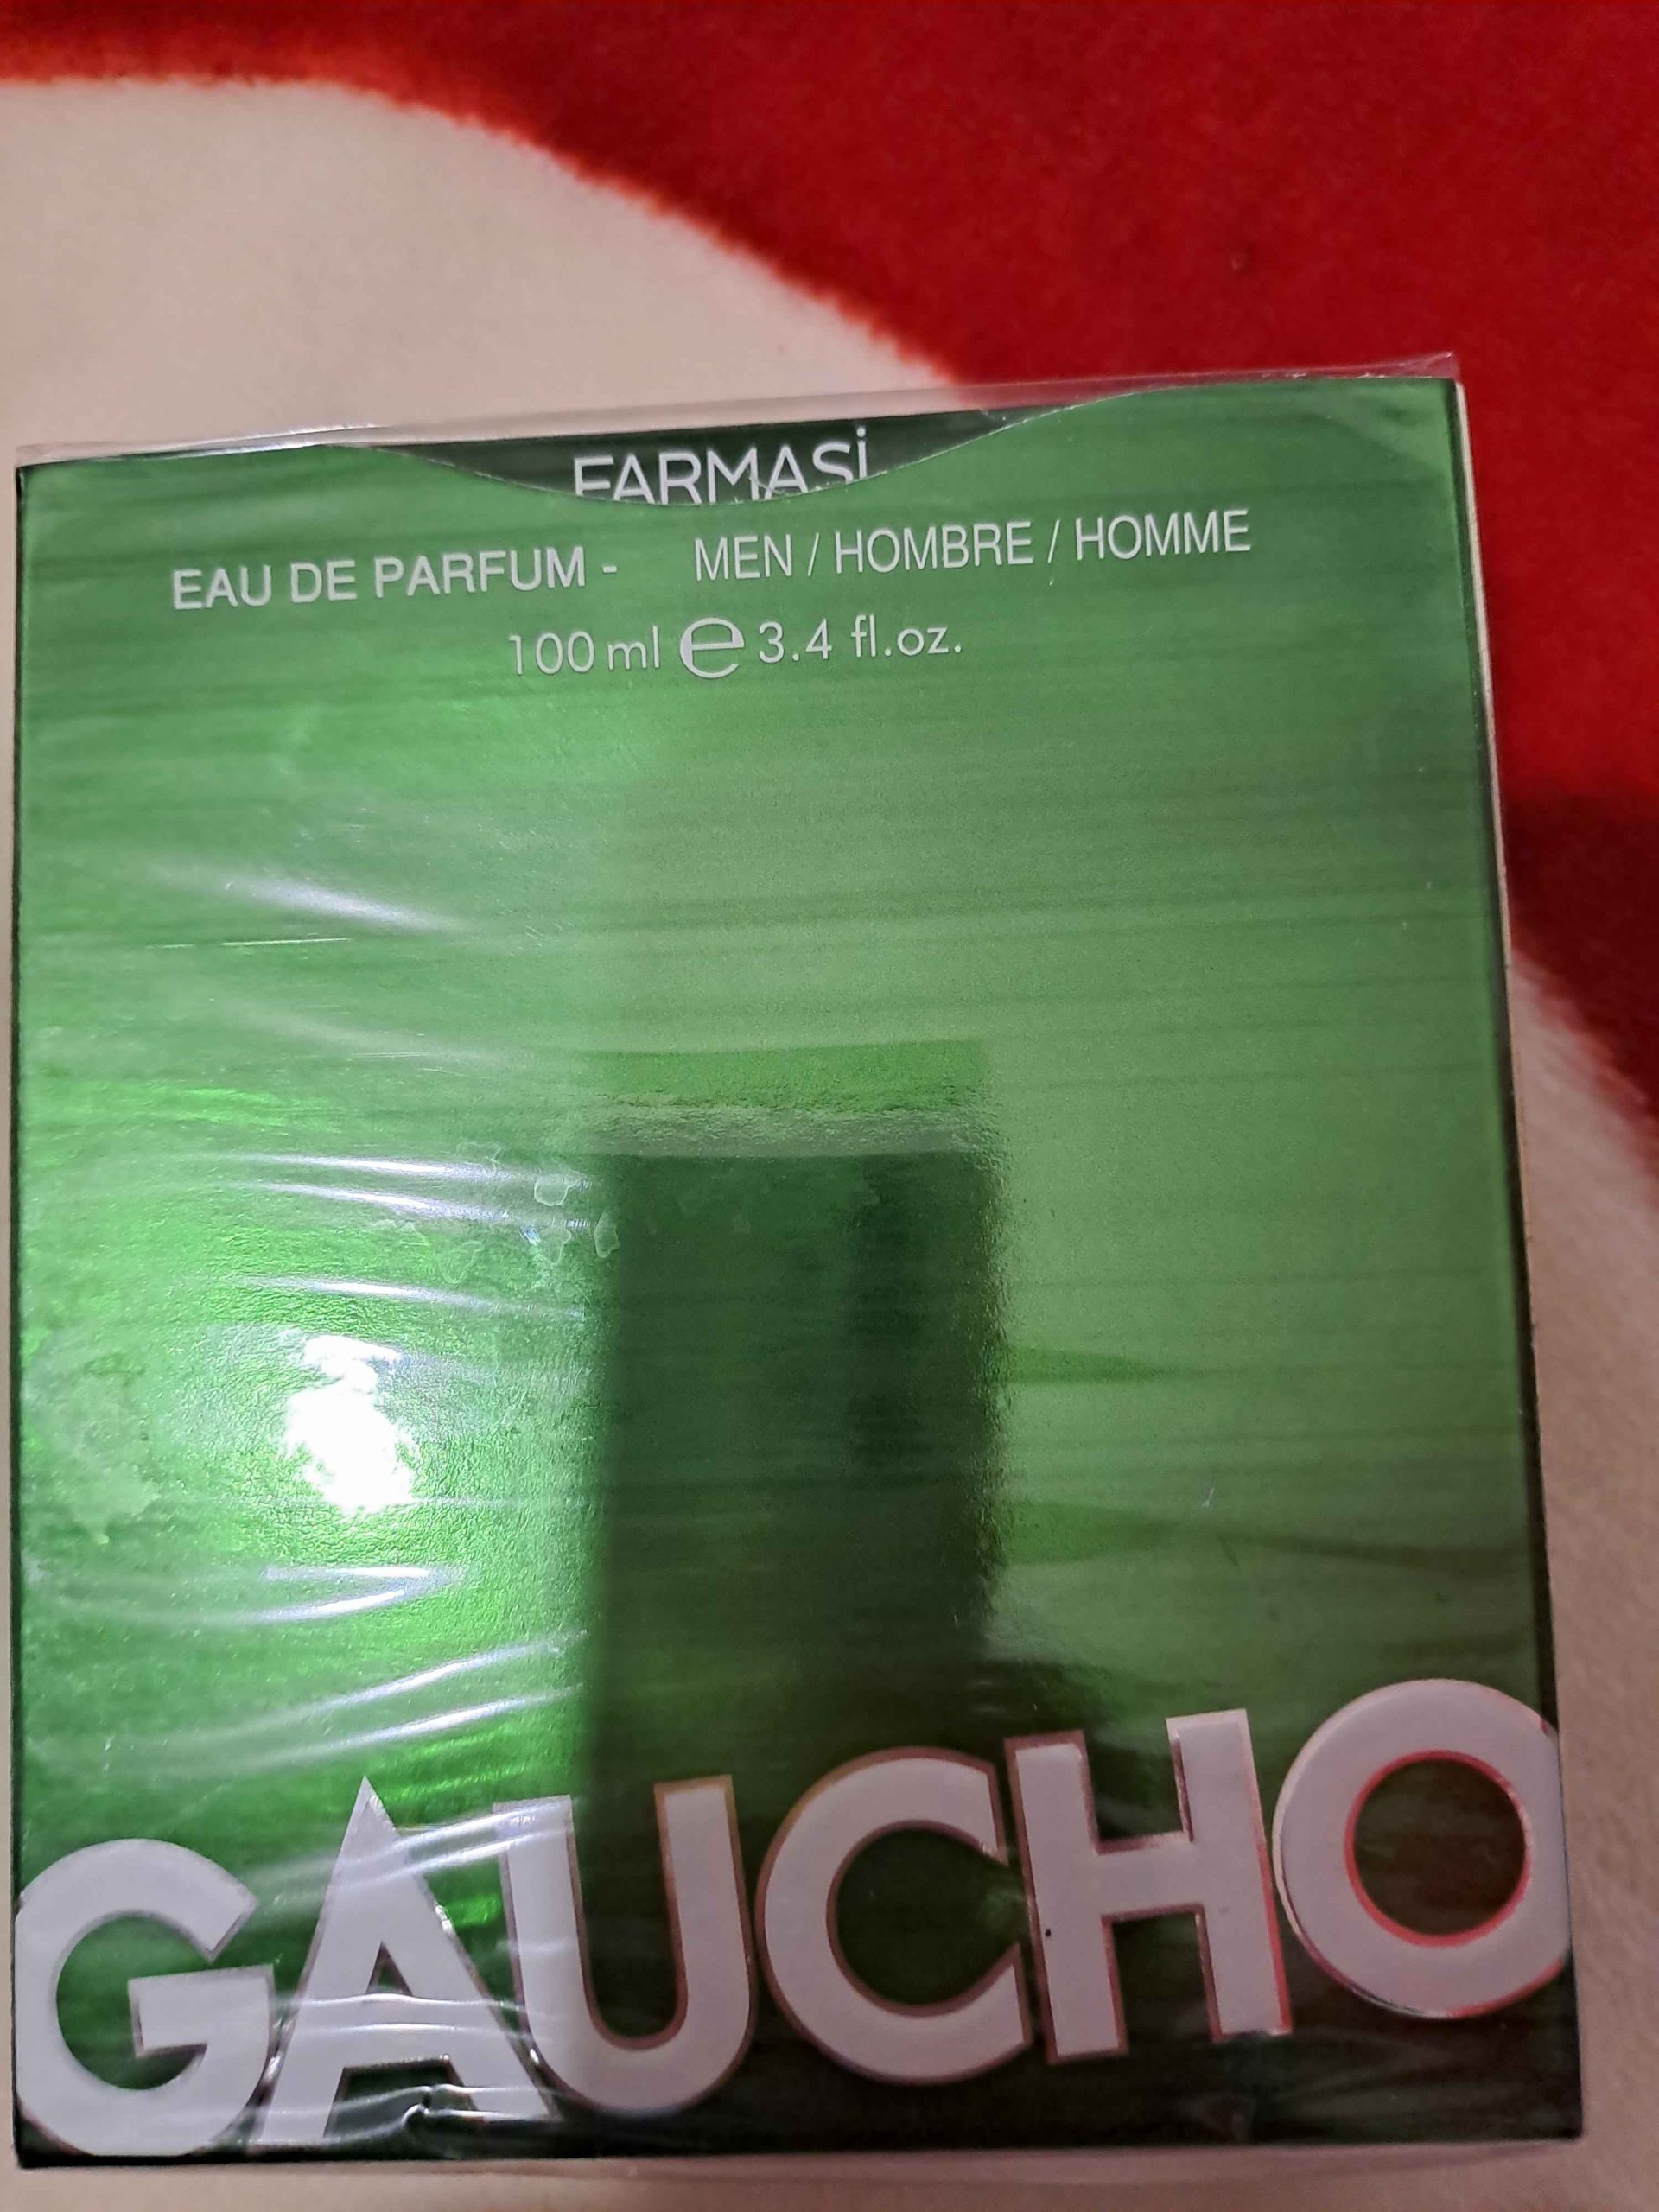 FARMASİ
EAU DE PARFUM - MEN / HOMBRE / HOMME
100 ml e 3.4 fl.oz.
GAUCHO